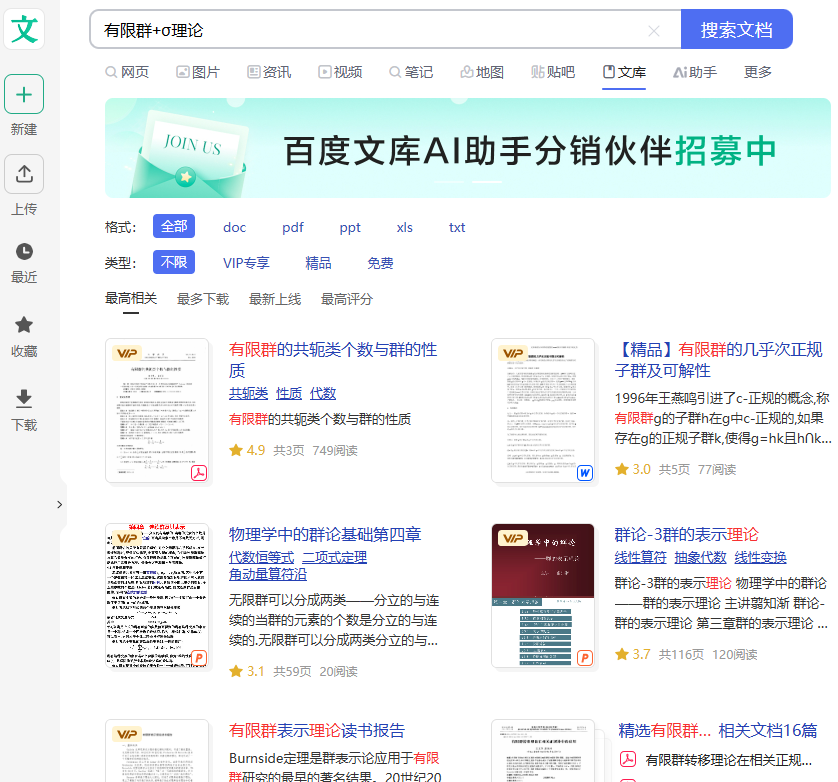 文
有限群+σ理论
搜索文档
网页 图片 资讯 视频 笔记 地图 贴吧 文库 Ai助手 更多
新建
上传
最近
收藏
下载
JOIN US
百度文库AI助手分销伙伴招募中
格式: 全部 doc pdf ppt xls txt
类型: 不限 VIP专享 精品 免费
最高相关 最多下载 最新上线 最高评分
VIP
有限群的共轭类个数与群的性
质
共轭类 性质 代数
有限群的共轭类个数与群的性质
4.9 共3页 749阅读
VIP
【精品】有限群的几乎次正规
子群及可解性
1996年王燕鸣引进了c-正规的概念,称
有限群g的子群h在g中c-正规的,如果
存在g的正规子群k,使得g=hk且h∩k...
3.0 共5页 77阅读
VIP
物理学中的群论基础第四章
代数恒等式 二项式定理
角动量算符沿
无限群可以分成两类——分立的与连
续的当群的元素的个数是分立的与连
续的,无限群可以分成两类分立的与...
3.1 共59页 20阅读
VIP
群论-3群的表示理论
线性算符 抽象代数 线性变换
群论-3群的表示理论 物理学中的群论
——群的表示理论 主讲翦知渐 群论-
群的表示理论 第三章群的表示理论 ...
3.7 共116页 120阅读
VIP
有限群表示理论读书报告
Burnside定理是群表示论应用于有限
群研究的最早的著名结果。20世纪20
精选有限群... 相关文档16篇
有限群转移理论在相关正规...